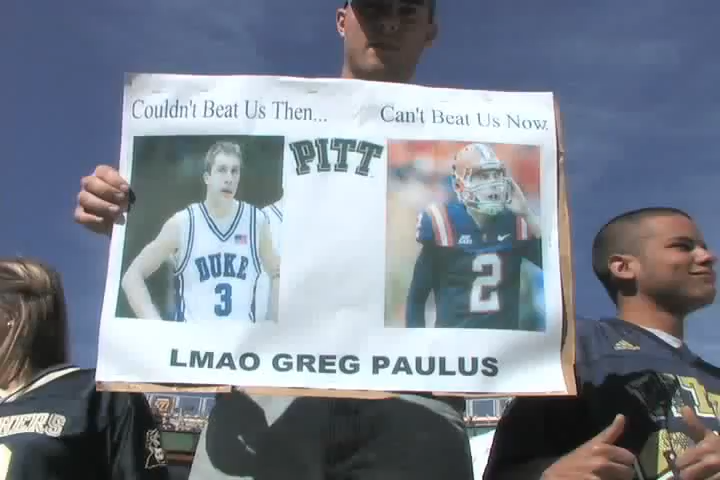 Couldn't Beat Us Then...
Can't Beat Us Now.
PITT
DUKE
3
2
LMAO GREG PAULUS